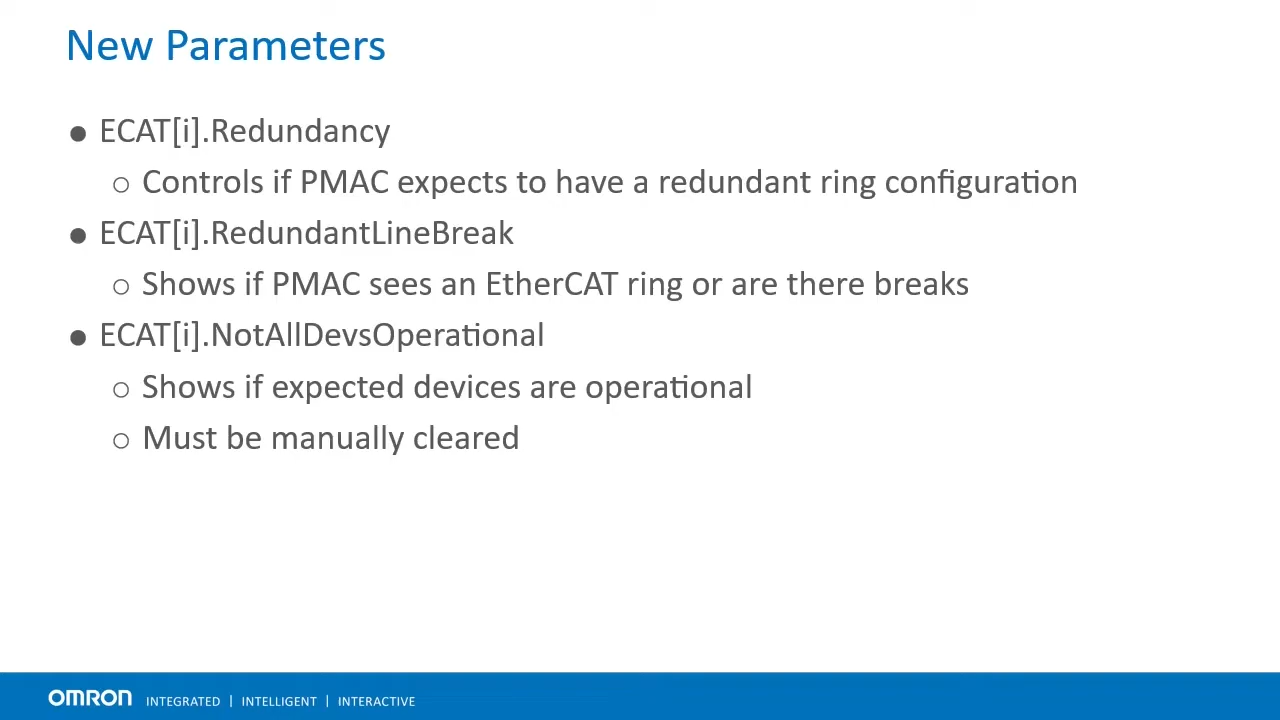 New Parameters
● ECAT[i].Redundancy
○ Controls if PMAC expects to have a redundant ring configuration
● ECAT[i].RedundantLineBreak
○ Shows if PMAC sees an EtherCAT ring or are there breaks
● ECAT[i].NotAllDevsOperational
○ Shows if expected devices are operational
○ Must be manually cleared
OMRON INTEGRATED | INTELLIGENT | INTERACTIVE